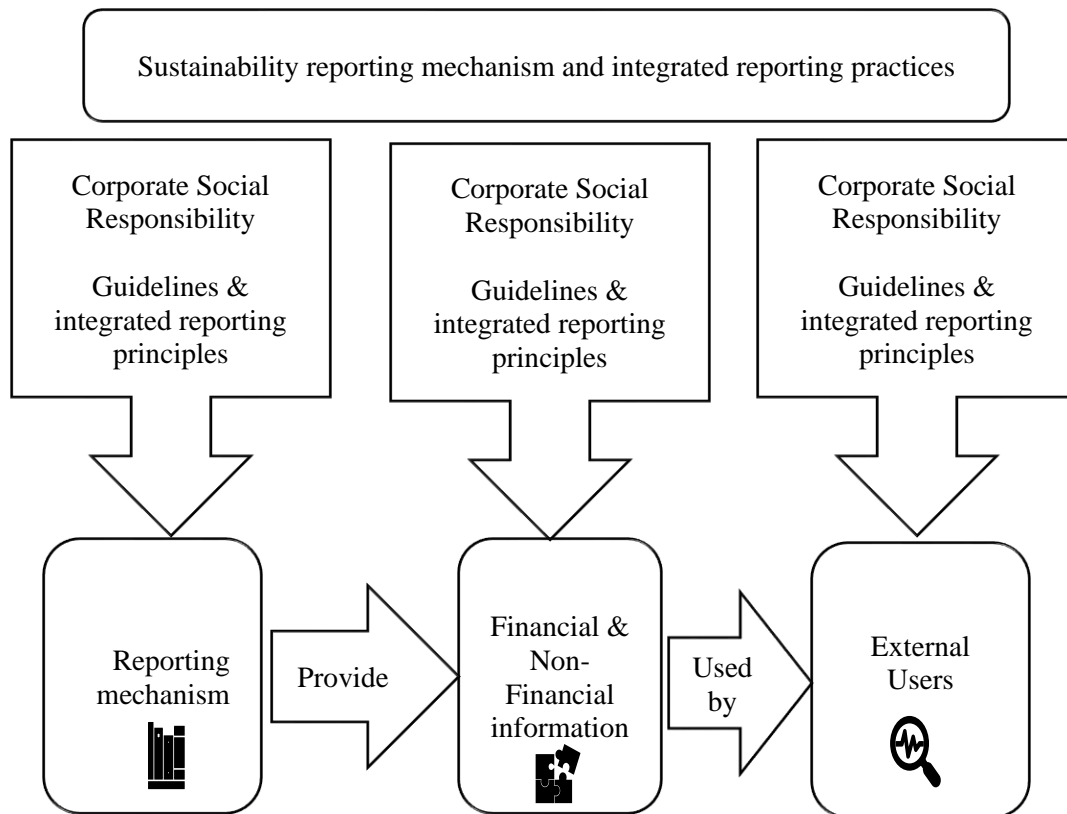 Sustainability reporting mechanism and integrated reporting practices
Corporate Social
Responsibility
Guidelines &
integrated reporting
principles
Corporate Social
Responsibility
Guidelines &
integrated reporting
principles
Corporate Social
Responsibility
Guidelines &
integrated reporting
principles
Reporting
mechanism
Provide
Financial &
Non-
Financial
information
Used
by
External
Users